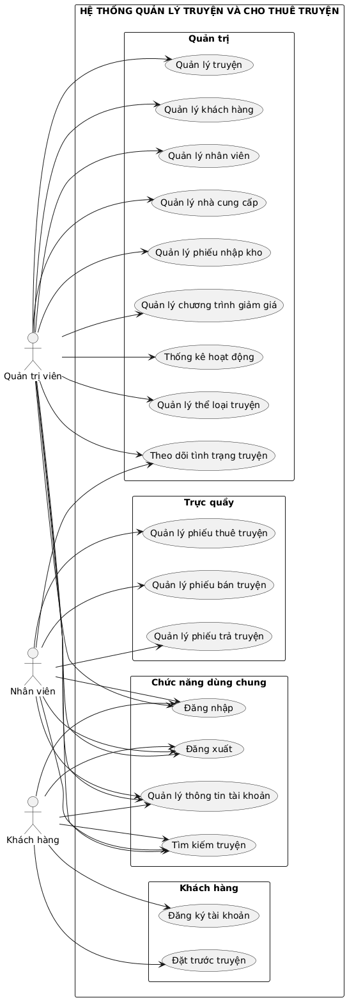 HỆ THỐNG QUẢN LÝ TRUYỆN VÀ CHO THUÊ TRUYỆN
Quản trị
Quản lý truyện
Quản lý khách hàng
Quản lý nhân viên
Quản lý nhà cung cấp
Quản lý phiếu nhập kho
Quản lý chương trình giảm giá
Thống kê hoạt động
Quản trị viên
Quản lý thể loại truyện
Theo dõi tình trạng truyện
Trực quầy
Quản lý phiếu thuê truyện
Quản lý phiếu bán truyện
Quản lý phiếu trả truyện
Nhân viên
Chức năng dùng chung
Đăng nhập
Đăng xuất
Quản lý thông tin tài khoản
Khách hàng
Tìm kiếm truyện
Khách hàng
Đăng ký tài khoản
Đặt trước truyện